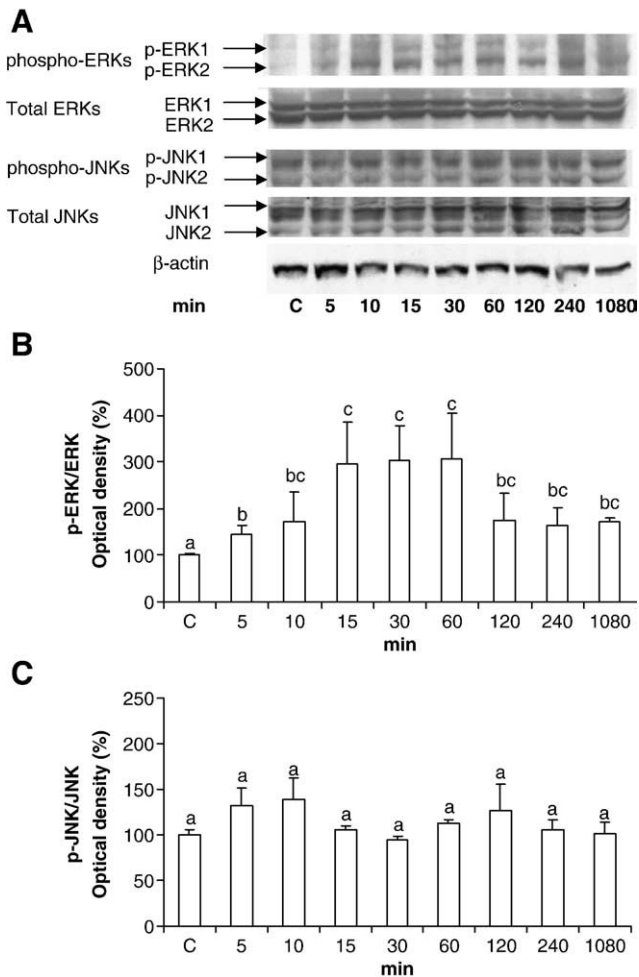 A
phospho-ERKs
p-ERK1
p-ERK2
Total ERKs
ERK1
ERK2
phospho-JNKs
p-JNK1
p-JNK2
Total JNKs
JNK1
JNK2
β-actin
min C 5 10 15 30 60 120 240 1080
B
p-ERK/ERK
Optical density (%)
500
400
300
200
100
0
a b bc c c c bc bc bc
C 5 10 15 30 60 120 240 1080
min
C
p-JNK/JNK
Optical density (%)
250
200
150
100
50
0
a a a a a a a a a
C 5 10 15 30 60 120 240 1080
min